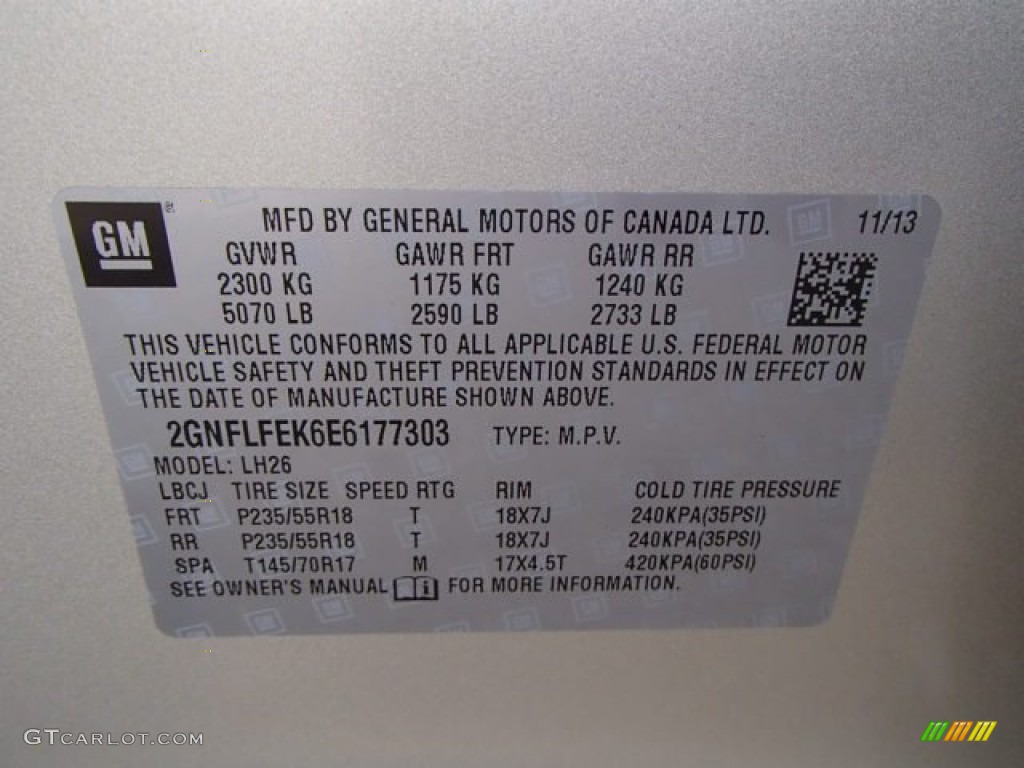 GM ® MFD BY GENERAL MOTORS OF CANADA LTD. 11/13
GVWR GAWR FRT GAWR RR
2300 KG 1175 KG 1240 KG
5070 LB 2590 LB 2733 LB
THIS VEHICLE CONFORMS TO ALL APPLICABLE U.S. FEDERAL MOTOR
VEHICLE SAFETY AND THEFT PREVENTION STANDARDS IN EFFECT ON
THE DATE OF MANUFACTURE SHOWN ABOVE.
2GNFLFEK6E6177303 TYPE: M.P.V.
MODEL: LH26
LBCJ TIRE SIZE SPEED RTG RIM COLD TIRE PRESSURE
FRT P235/55R18 T 18X7J 240KPA(35PSI)
RR P235/55R18 T 18X7J 240KPA(35PSI)
SPA T145/70R17 M 17X4.5T 420KPA(60PSI)
SEE OWNER'S MANUAL i FOR MORE INFORMATION.
GTCARLOT.COM